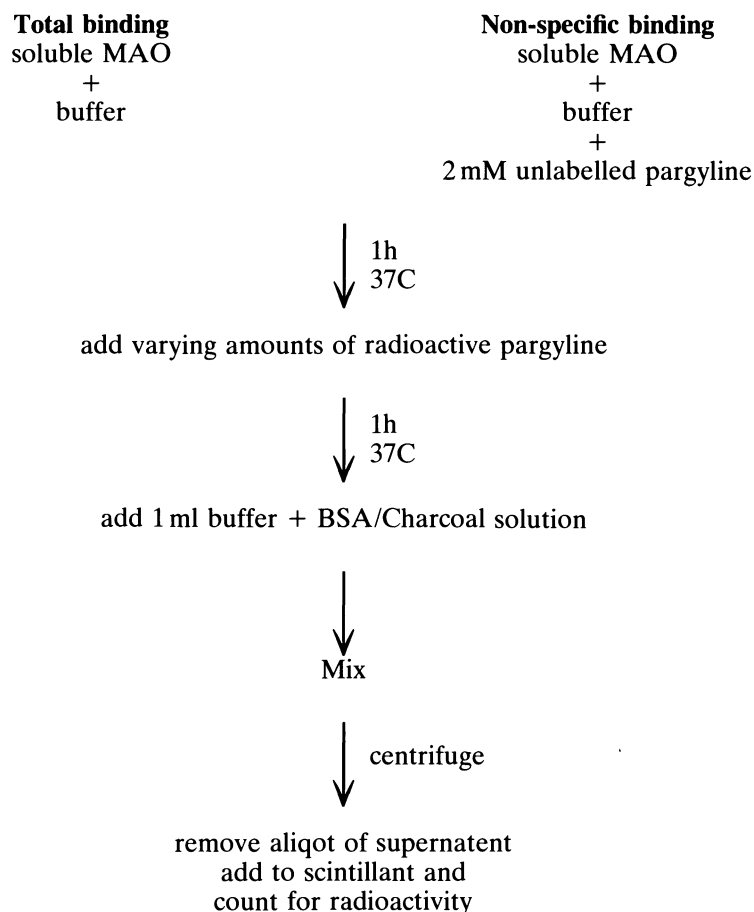 Total binding
soluble MAO
+
buffer
Non-specific binding
soluble MAO
+
buffer
+
2 mM unlabelled pargyline
1h
37C
add varying amounts of radioactive pargyline
1h
37C
add 1 ml buffer + BSA/Charcoal solution
Mix
centrifuge
remove aliqot of supernatent
add to scintillant and
count for radioactivity